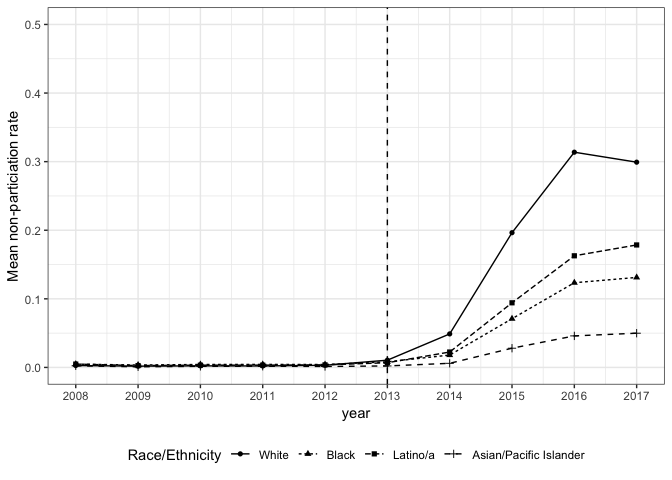 0.5
0.4
0.3
0.2
0.1
0.0
Mean non-particiation rate
2008 2009 2010 2011 2012 2013 2014 2015 2016 2017
year
Race/Ethnicity White Black Latino/a Asian/Pacific Islander